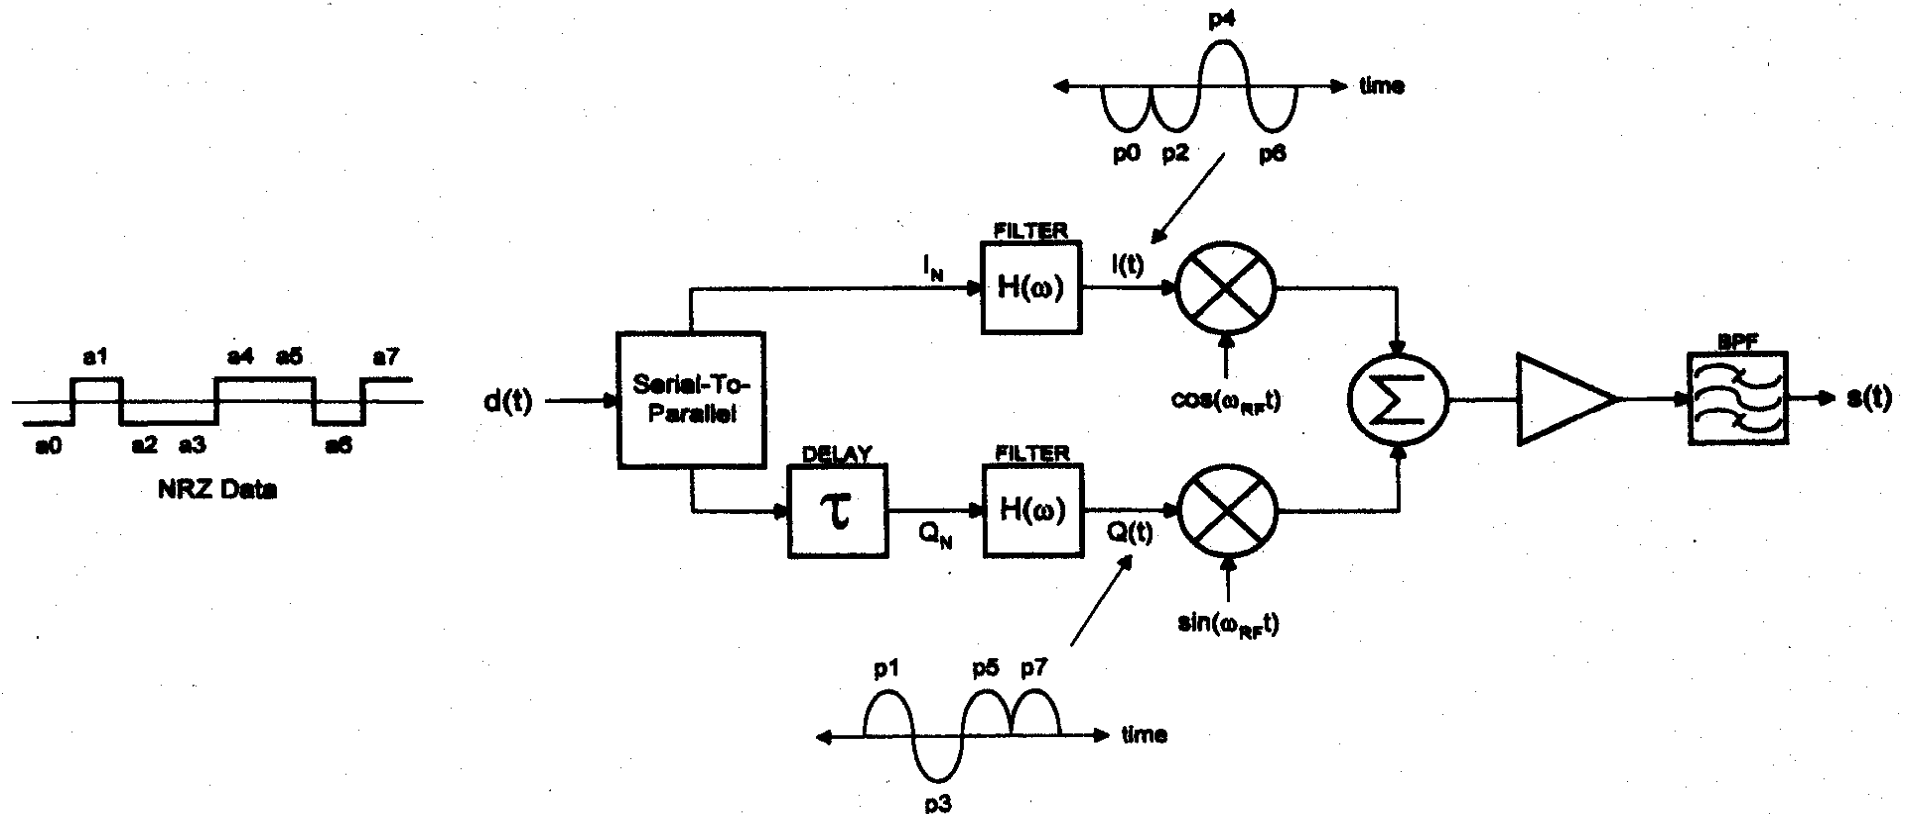 p4
time
p0 p2 p6
FILTER
I_N
H(ω)
I(t)
cos(ω_RF t)
a1 a4 a5 a7
a0 a2 a3 a6
NRZ Data
d(t)
Serial-To-
Parallel
Σ
BPF
s(t)
DELAY
τ
Q_N
FILTER
H(ω)
Q(t)
sin(ω_RF t)
p1 p5 p7
time
p3